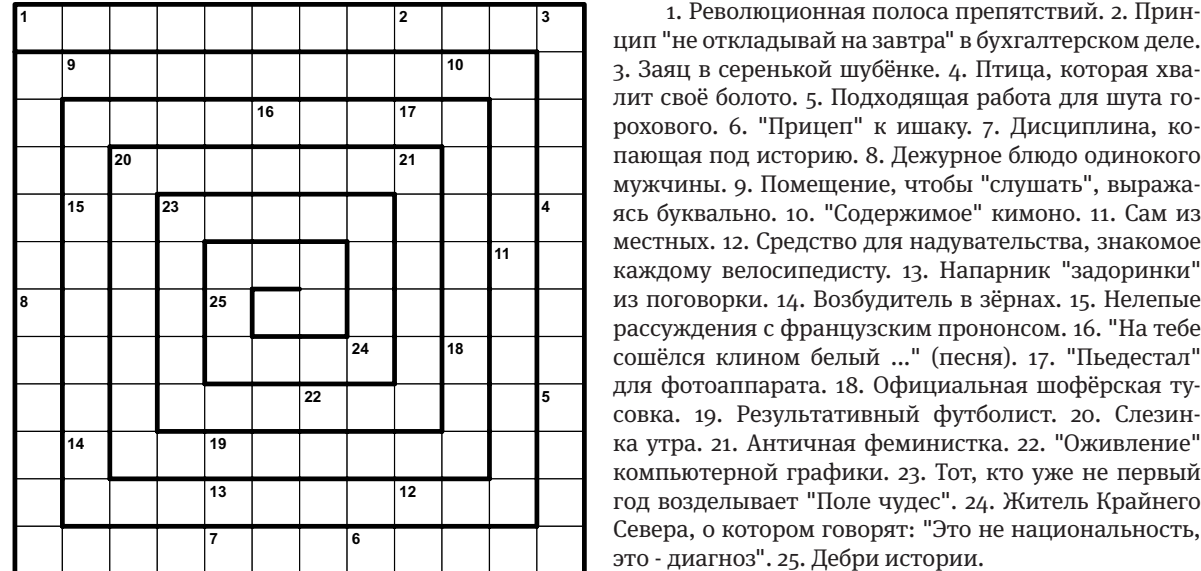 1 2 3
9 10
16 17
20 21
15 23 4
11
8 25
24 18
22 5
14 19
13 12
7 6
1. Революционная полоса препятствий. 2. Прин-
цип "не откладывай на завтра" в бухгалтерском деле.
3. Заяц в серенькой шубёнке. 4. Птица, которая хва-
лит своё болото. 5. Подходящая работа для шута го-
рохового. 6. "Прицеп" к ишаку. 7. Дисциплина, ко-
пающая под историю. 8. Дежурное блюдо одинокого
мужчины. 9. Помещение, чтобы "слушать", выража-
ясь буквально. 10. "Содержимое" кимоно. 11. Сам из
местных. 12. Средство для надувательства, знакомое
каждому велосипедисту. 13. Напарник "задоринки"
из поговорки. 14. Возбудитель в зёрнах. 15. Нелепые
рассуждения с французским прононсом. 16. "На тебе
сошёлся клином белый ..." (песня). 17. "Пьедестал"
для фотоаппарата. 18. Официальная шофёрская ту-
совка. 19. Результативный футболист. 20. Слезин-
ка утра. 21. Античная феминистка. 22. "Оживление"
компьютерной графики. 23. Тот, кто уже не первый
год возделывает "Поле чудес". 24. Житель Крайнего
Севера, о котором говорят: "Это не национальность,
это - диагноз". 25. Дебри истории.